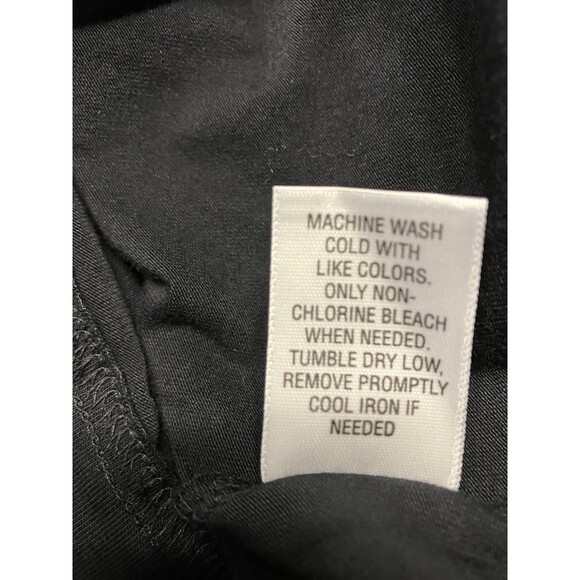 MACHINE WASH
COLD WITH
LIKE COLORS.
ONLY NON-
CHLORINE BLEACH
WHEN NEEDED.
TUMBLE DRY LOW,
REMOVE PROMPTLY
COOL IRON IF
NEEDED